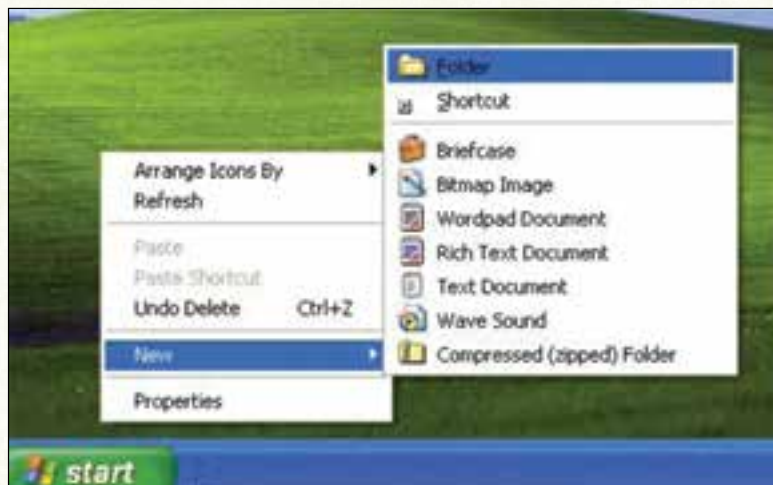 Arrange Icons By
Refresh
Paste
Paste Shortcut
Undo Delete Ctrl+Z
New
Properties
Folder
Shortcut
Briefcase
Bitmap Image
Wordpad Document
Rich Text Document
Text Document
Wave Sound
Compressed (zipped) Folder
start